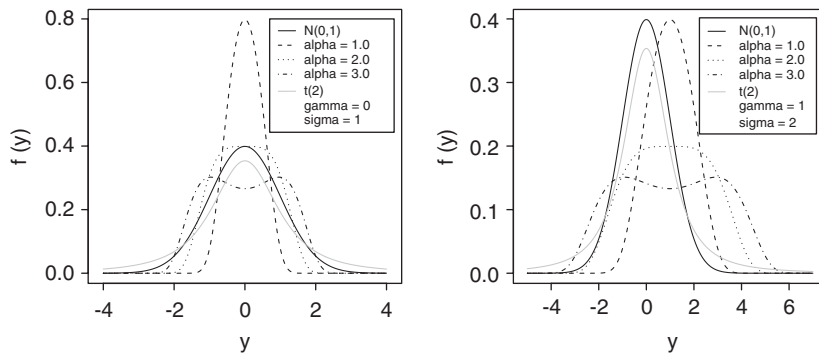 0.8
0.6
0.4
0.2
0.0
f (y)
N(0,1)
alpha = 1.0
alpha = 2.0
alpha = 3.0
t(2)
gamma = 0
sigma = 1
-4
-2
0
2
4
y
0.4
0.3
0.2
0.1
0.0
f (y)
N(0,1)
alpha = 1.0
alpha = 2.0
alpha = 3.0
t(2)
gamma = 1
sigma = 2
-4
-2
0
2
4
6
y